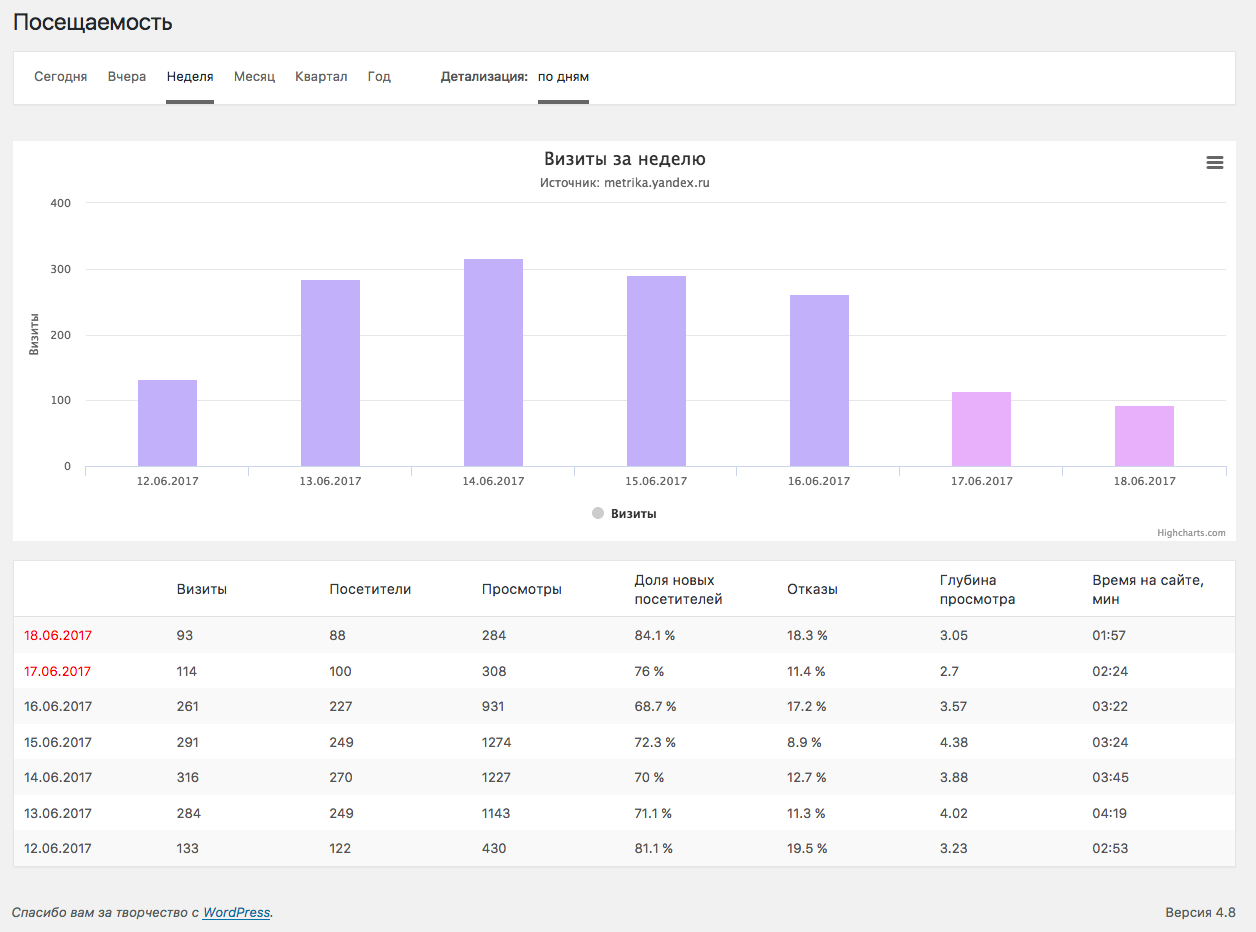 Посещаемость
Сегодня Вчера Неделя Месяц Квартал Год Детализация: по дням
Визиты за неделю
Источник: metrika.yandex.ru
400
300
200
100
0
Визиты
12.06.2017 13.06.2017 14.06.2017 15.06.2017 16.06.2017 17.06.2017 18.06.2017
Визиты
Highcharts.com
Визиты Посетители Просмотры Доля новых посетителей Отказы Глубина просмотра Время на сайте, мин
18.06.2017 93 88 284 84.1 % 18.3 % 3.05 01:57
17.06.2017 114 100 308 76 % 11.4 % 2.7 02:24
16.06.2017 261 227 931 68.7 % 17.2 % 3.57 03:22
15.06.2017 291 249 1274 72.3 % 8.9 % 4.38 03:24
14.06.2017 316 270 1227 70 % 12.7 % 3.88 03:45
13.06.2017 284 249 1143 71.1 % 11.3 % 4.02 04:19
12.06.2017 133 122 430 81.1 % 19.5 % 3.23 02:53
Спасибо вам за творчество с WordPress. Версия 4.8